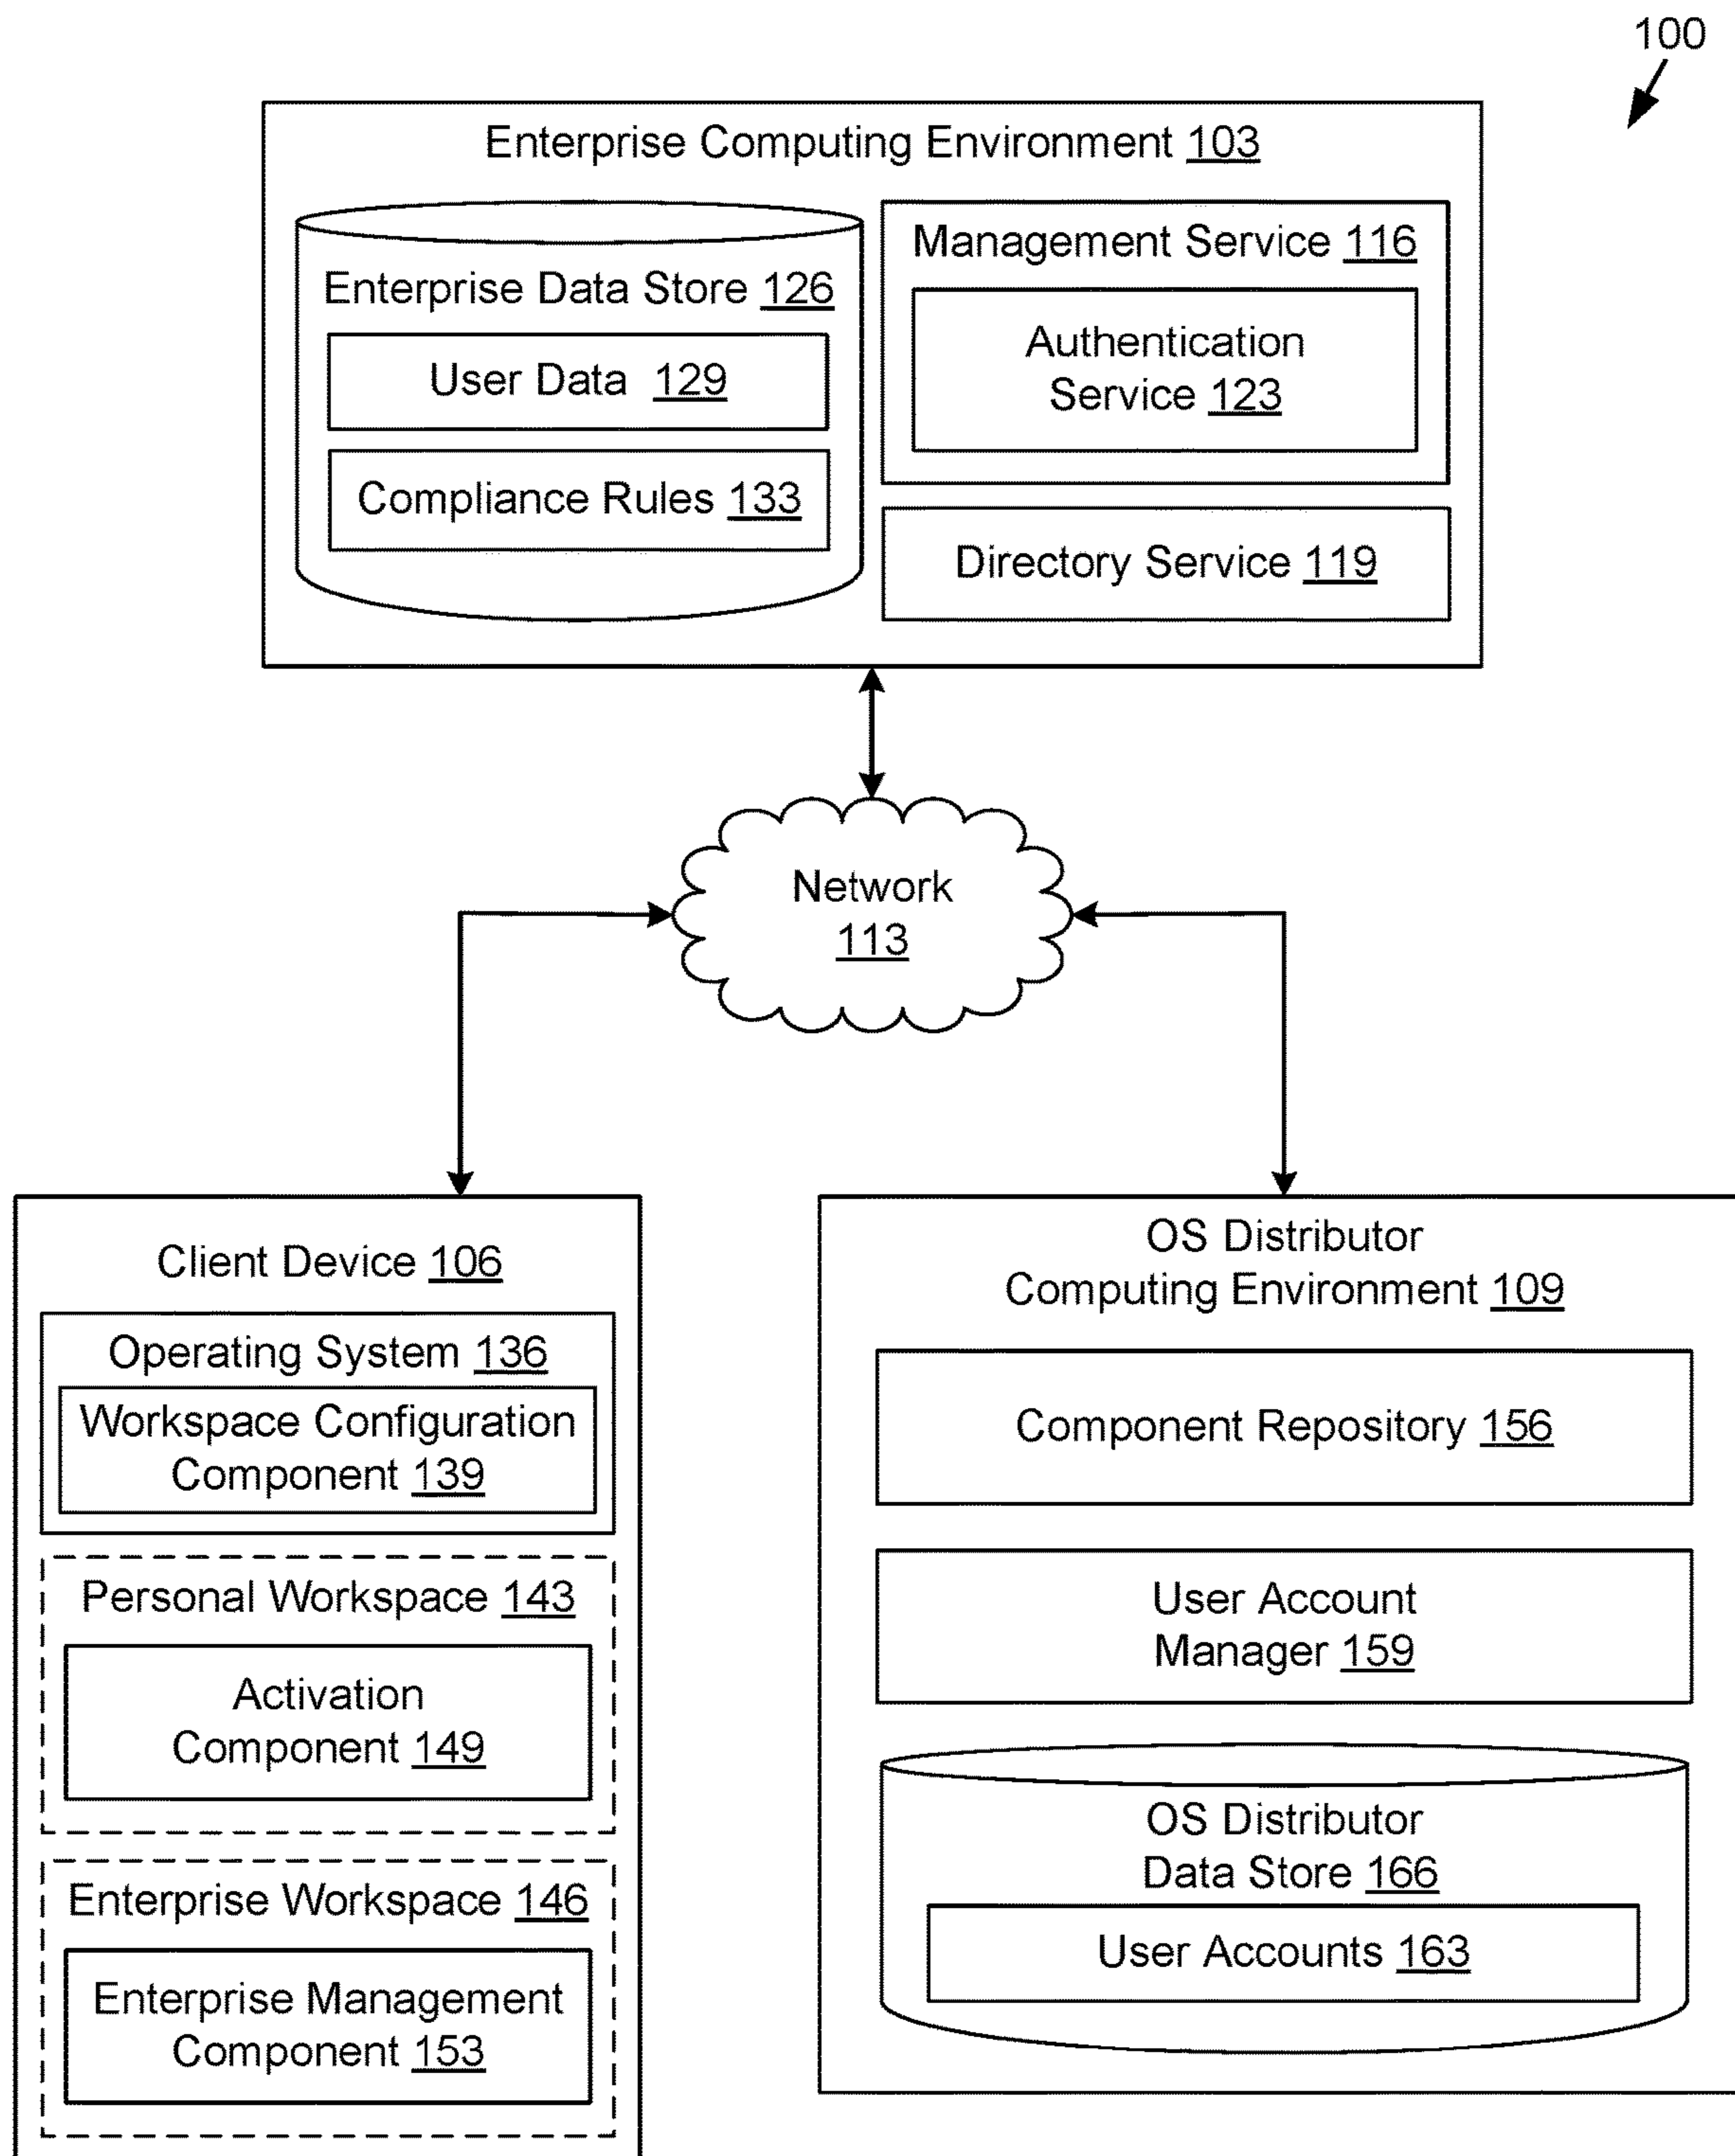 100
Enterprise Computing Environment 103
Enterprise Data Store 126
User Data 129
Compliance Rules 133
Management Service 116
Authentication
Service 123
Directory Service 119
Network
113
Client Device 106
Operating System 136
Workspace Configuration
Component 139
Personal Workspace 143
Activation
Component 149
Enterprise Workspace 146
Enterprise Management
Component 153
OS Distributor
Computing Environment 109
Component Repository 156
User Account
Manager 159
OS Distributor
Data Store 166
User Accounts 163